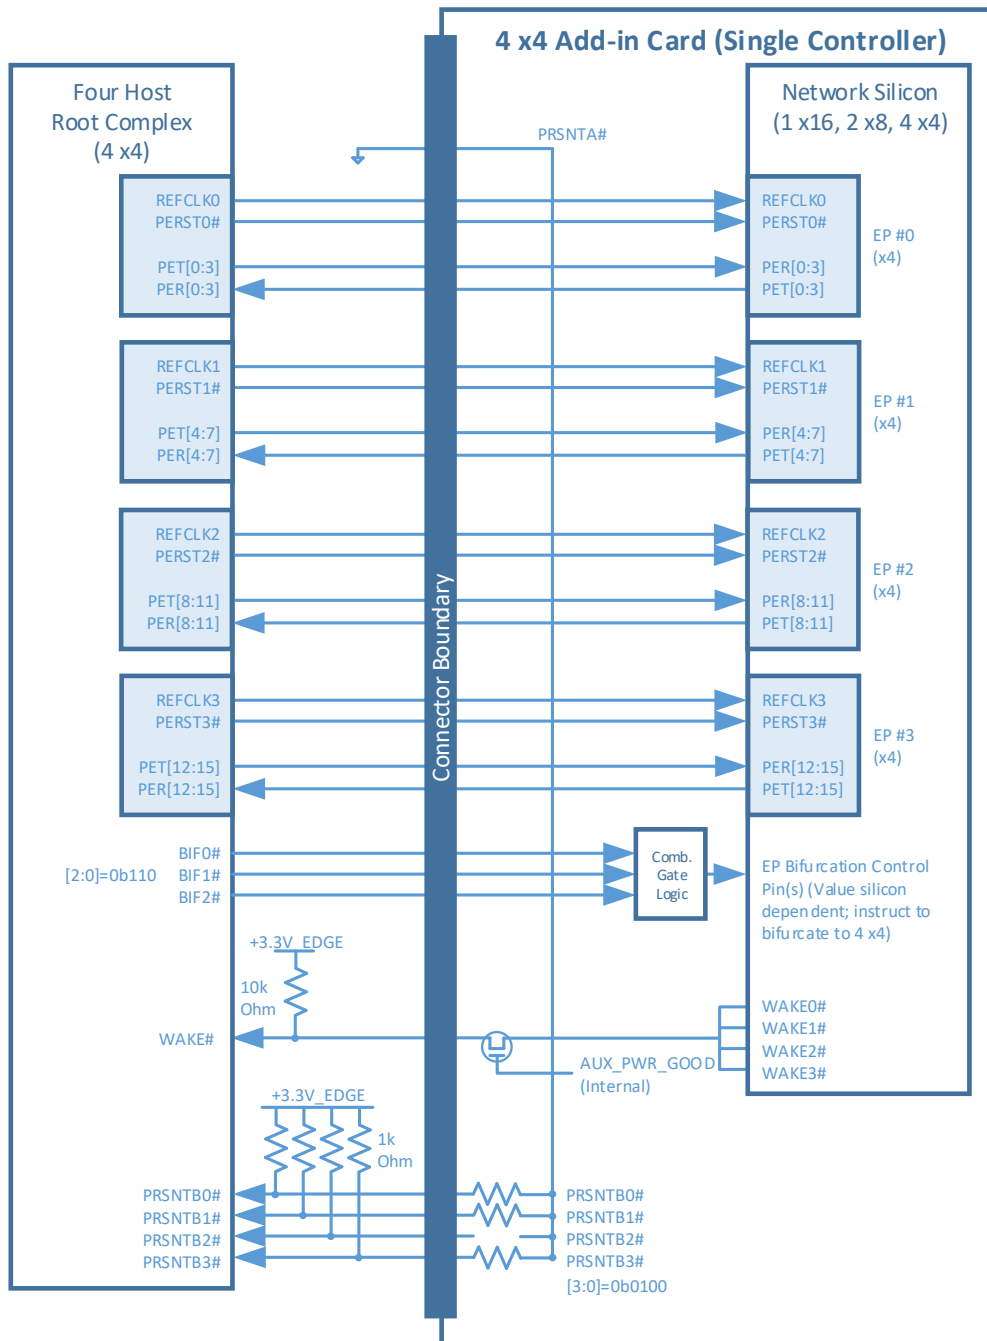 4 x4 Add-in Card (Single Controller)
Four Host
Root Complex
(4 x4)
Network Silicon
(1 x16, 2 x8, 4 x4)
PRSNTA#
REFCLK0
PERST0#
PET[0:3]
PER[0:3]
REFCLK0
PERST0#
PER[0:3]
PET[0:3]
EP #0
(x4)
REFCLK1
PERST1#
PET[4:7]
PER[4:7]
REFCLK1
PERST1#
PER[4:7]
PET[4:7]
EP #1
(x4)
REFCLK2
PERST2#
PET[8:11]
PER[8:11]
REFCLK2
PERST2#
PER[8:11]
PET[8:11]
EP #2
(x4)
Connector Boundary
REFCLK3
PERST3#
PET[12:15]
PER[12:15]
REFCLK3
PERST3#
PER[12:15]
PET[12:15]
EP #3
(x4)
BIF0#
[2:0]=0b110
BIF1#
BIF2#
Comb.
Gate
Logic
EP Bifurcation Control
Pin(s) (Value silicon
dependent; instruct to
bifurcate to 4 x4)
+3.3V_EDGE
10k
Ohm
WAKE#
AUX_PWR_GOOD
(Internal)
WAKE0#
WAKE1#
WAKE2#
WAKE3#
+3.3V_EDGE
1k
Ohm
PRSNTB0#
PRSNTB1#
PRSNTB2#
PRSNTB3#
PRSNTB0#
PRSNTB1#
PRSNTB2#
PRSNTB3#
[3:0]=0b0100